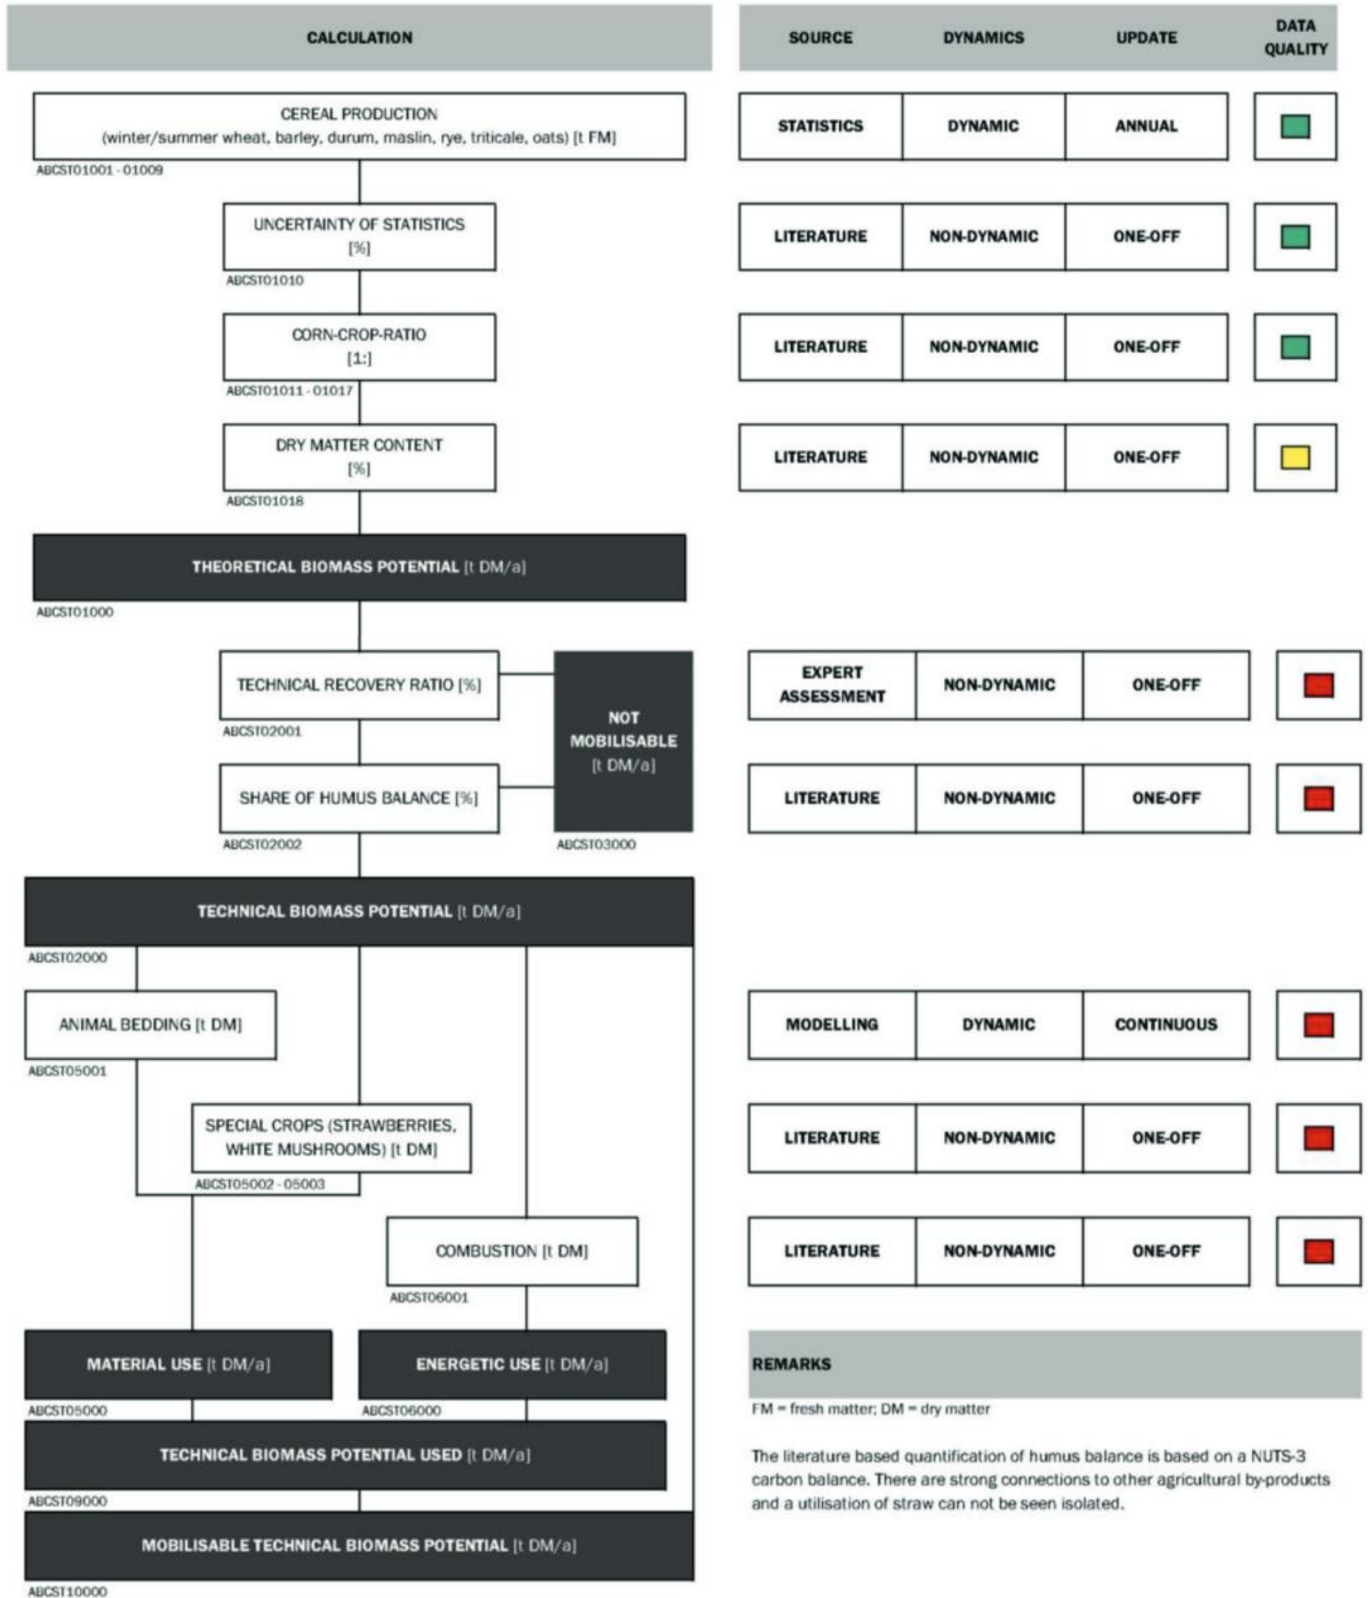 CALCULATION
SOURCE DYNAMICS UPDATE DATA
QUALITY
CEREAL PRODUCTION
(winter/summer wheat, barley, durum, maslin, rye, triticale, oats) [t FM]
STATISTICS DYNAMIC ANNUAL
ABCST01001 - 01009
UNCERTAINTY OF STATISTICS
[%]
LITERATURE NON-DYNAMIC ONE-OFF
ABCST01010
CORN-CROP-RATIO
[1:]
LITERATURE NON-DYNAMIC ONE-OFF
ABCST01011 - 01017
DRY MATTER CONTENT
[%]
LITERATURE NON-DYNAMIC ONE-OFF
ABCST01018
THEORETICAL BIOMASS POTENTIAL [t DM/a]
ABCST01000
TECHNICAL RECOVERY RATIO [%]
EXPERT
ASSESSMENT
NON-DYNAMIC ONE-OFF
ABCST02001
NOT
MOBILISABLE
[t DM/a]
SHARE OF HUMUS BALANCE [%]
LITERATURE NON-DYNAMIC ONE-OFF
ABCST02002
ABCST03000
TECHNICAL BIOMASS POTENTIAL [t DM/a]
ABCST02000
ANIMAL BEDDING [t DM]
MODELLING DYNAMIC CONTINUOUS
ABCST05001
SPECIAL CROPS (STRAWBERRIES,
WHITE MUSHROOMS) [t DM]
LITERATURE NON-DYNAMIC ONE-OFF
ABCST05002 - 05003
COMBUSTION [t DM]
LITERATURE NON-DYNAMIC ONE-OFF
ABCST06001
MATERIAL USE [t DM/a]
ENERGETIC USE [t DM/a]
ABCST05000
ABCST06000
TECHNICAL BIOMASS POTENTIAL USED [t DM/a]
ABCST09000
MOBILISABLE TECHNICAL BIOMASS POTENTIAL [t DM/a]
ABCST10000
REMARKS
FM = fresh matter; DM = dry matter
The literature based quantification of humus balance is based on a NUTS-3
carbon balance. There are strong connections to other agricultural by-products
and a utilisation of straw can not be seen isolated.